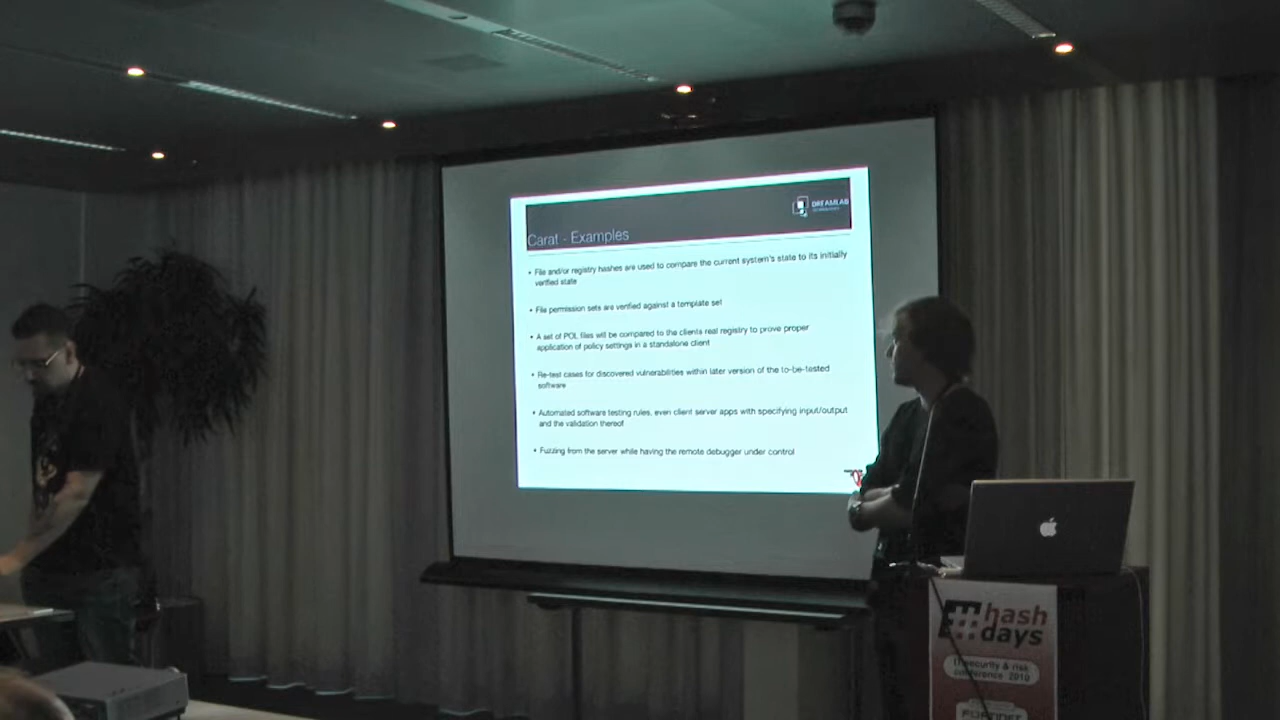 DREAMLAB
Carat - Examples
• File and/or registry hashes are used to compare the current system's state to its initially
verified state
• File permission sets are verified against a template set
• A set of POL files will be compared to the clients real registry to prove proper
application of policy settings in a standalone client
• Re-test cases for discovered vulnerabilities within later version of the to-be-tested
software
• Automated software testing rules, even client server apps with specifying input/output
and the validation thereof
• Fuzzing from the server while having the remote debugger under control
# hash
days
IT security & risk
conference 2010
FORTINET